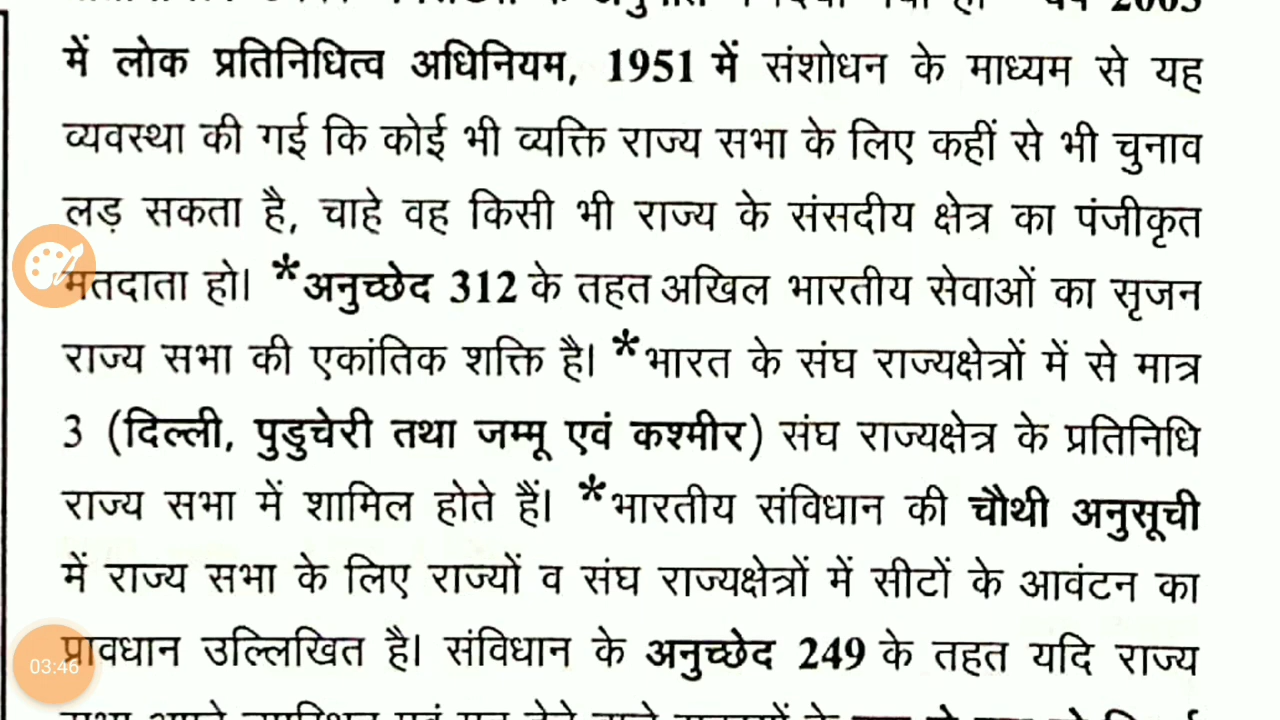 2003
में लोक प्रतिनिधित्व अधिनियम, 1951 में संशोधन के माध्यम से यह
व्यवस्था की गई कि कोई भी व्यक्ति राज्य सभा के लिए कहीं से भी चुनाव
लड़ सकता है, चाहे वह किसी भी राज्य के संसदीय क्षेत्र का पंजीकृत
मतदाता हो। *अनुच्छेद 312 के तहत अखिल भारतीय सेवाओं का सृजन
राज्य सभा की एकांतिक शक्ति है। *भारत के संघ राज्यक्षेत्रों में से मात्र
3 (दिल्ली, पुडुचेरी तथा जम्मू एवं कश्मीर) संघ राज्यक्षेत्र के प्रतिनिधि
राज्य सभा में शामिल होते हैं। *भारतीय संविधान की चौथी अनुसूची
में राज्य सभा के लिए राज्यों व संघ राज्यक्षेत्रों में सीटों के आवंटन का
प्रावधान उल्लिखित है। संविधान के अनुच्छेद 249 के तहत यदि राज्य
03:46